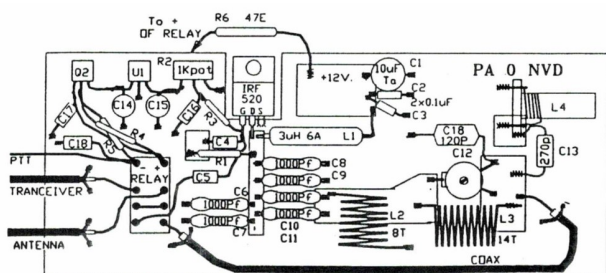 To +
OF RELAY
R6 47E
R2
Q2
U1
1Kpot
C14
C15
C17
C16
R3
C18
R4
R5
IRF
520
G D S
+12V.
10uF
Ta
C1
C2
2x0.1uF
C3
PA 0 NVD
L4
3uH 6A L1
C4
R1
C18
120P
C12
270p
C13
PTT
- +
RELAY
TRANCEIVER
C5
1000Pf C8
1000Pf C9
C6
1000Pf
1000Pf
C7
1000Pf
C10
1000Pf
C11
L2
8T
L3
14T
ANTENNA
COAX